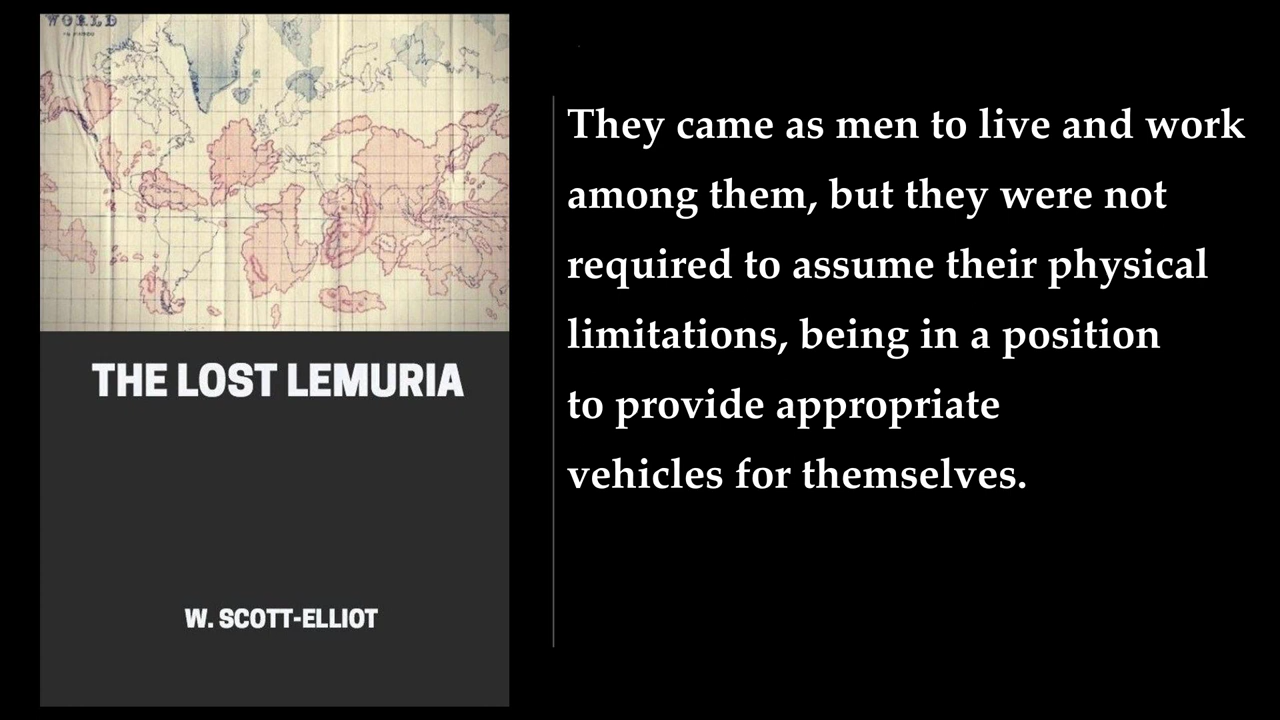 WORLD
THE LOST LEMURIA
W. SCOTT-ELLIOT
They came as men to live and work
among them, but they were not
required to assume their physical
limitations, being in a position
to provide appropriate
vehicles for themselves.